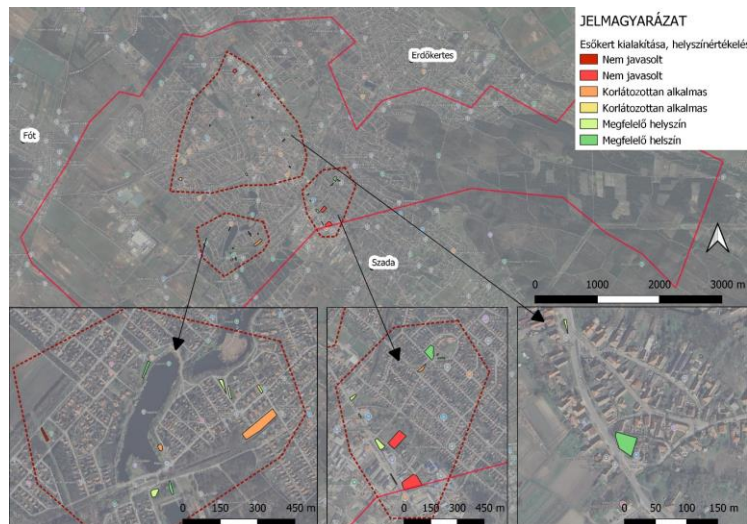 JELMAGYARÁZAT
Esőkert kialakítása, helyszínértékelés
Nem javasolt
Nem javasolt
Korlátozottan alkalmas
Korlátozottan alkalmas
Megfelelő helyszín
Megfelelő helszín
Erdőkertes
Fót
Szada
0 1000 2000 3000 m
0 150 300 450 m
0 150 300 450 m
0 50 100 150 m